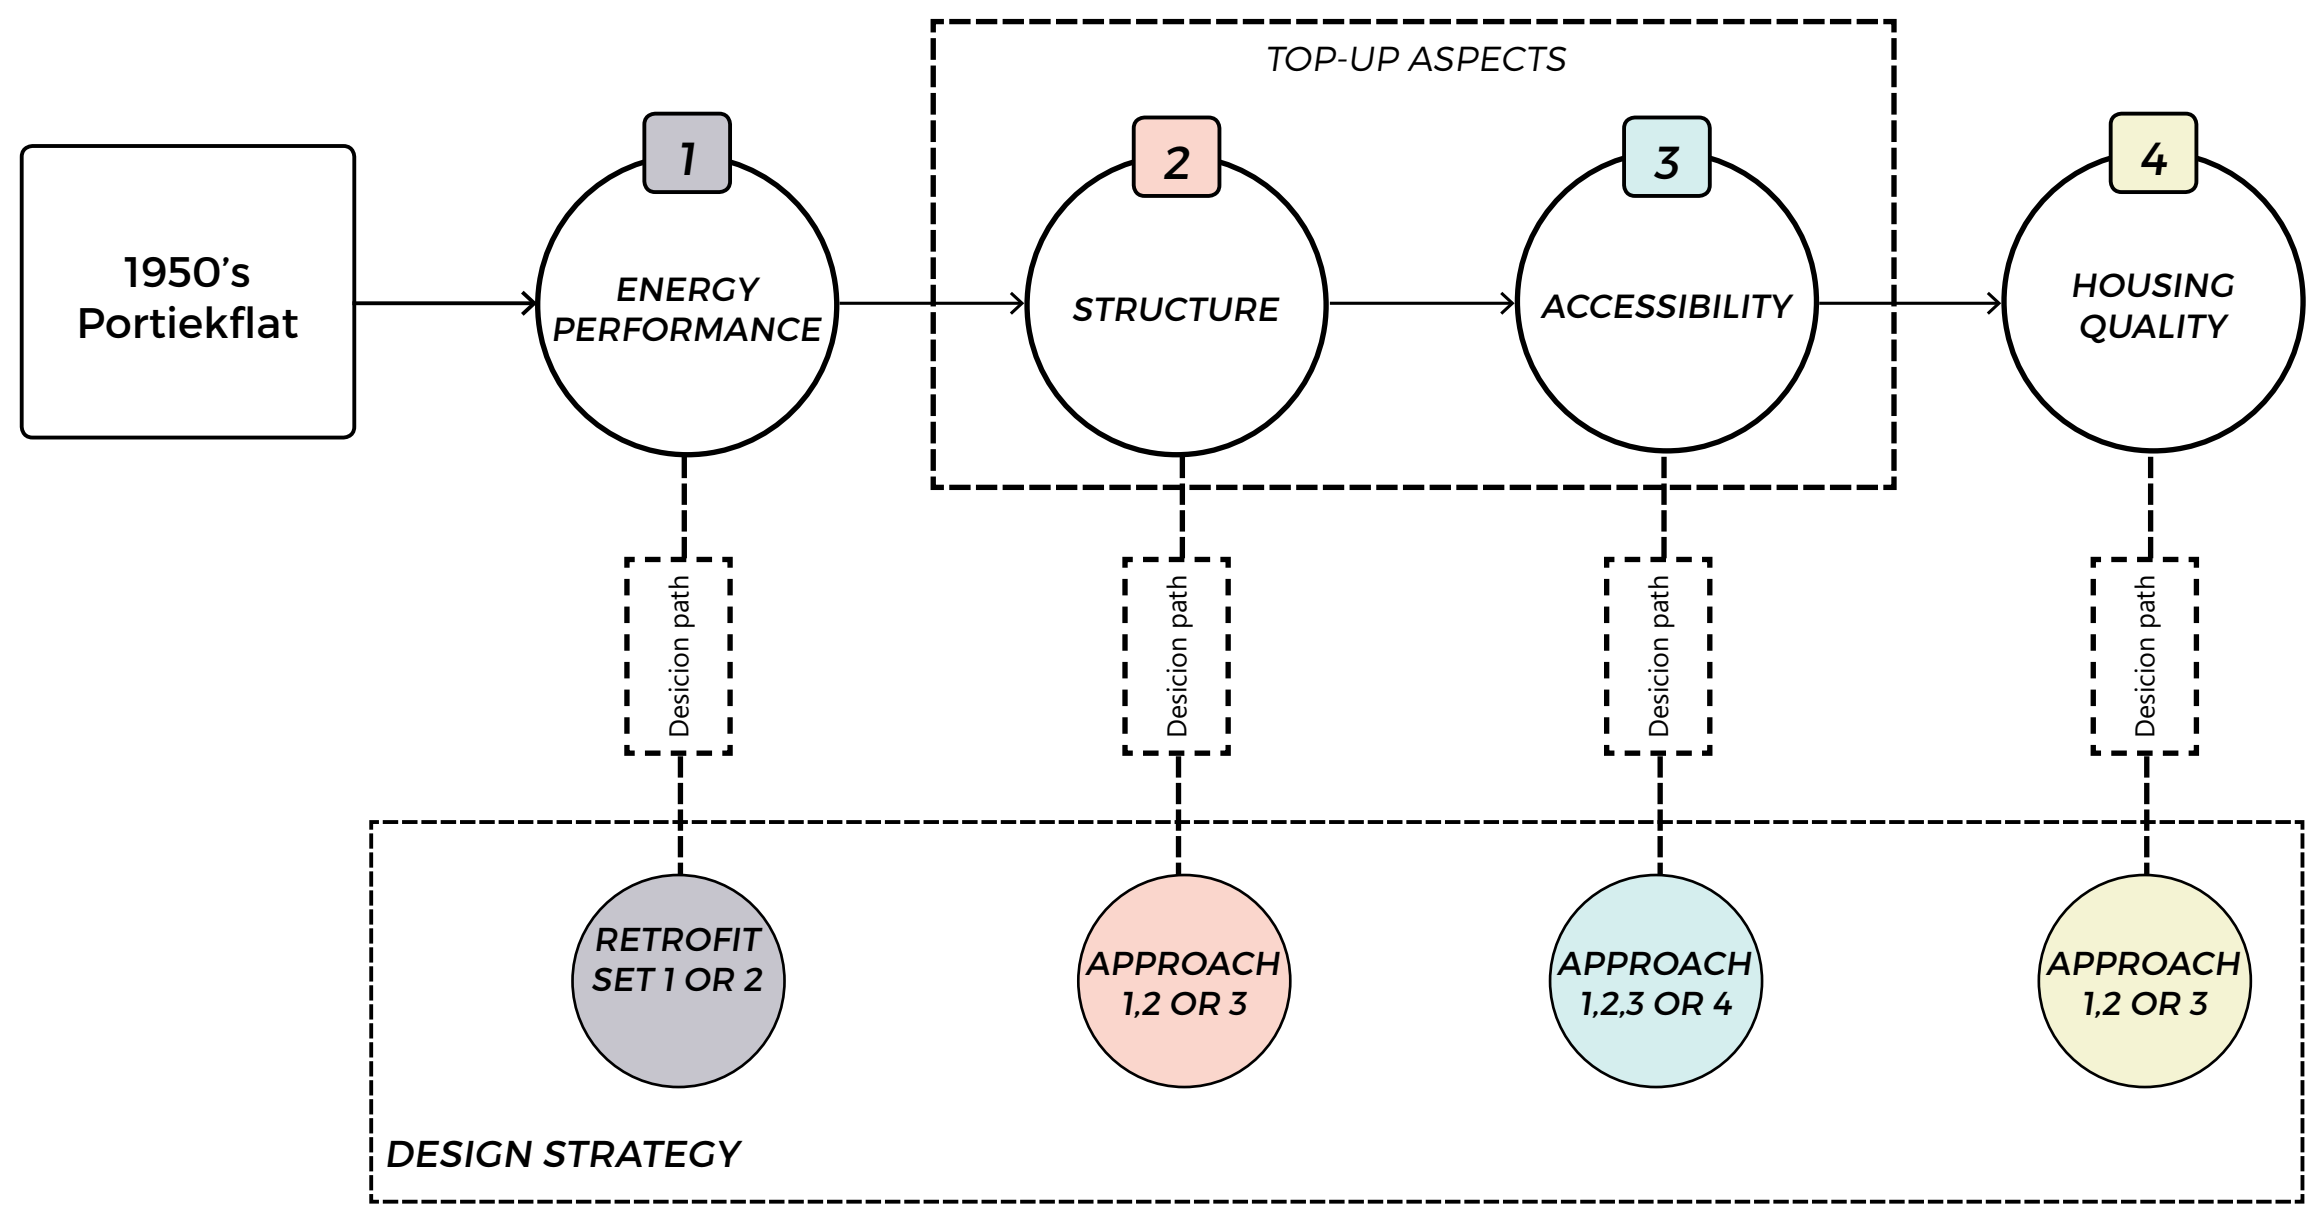 TOP-UP ASPECTS
1
2
3
4
1950's
Portiekflat
ENERGY
PERFORMANCE
STRUCTURE
ACCESSIBILITY
HOUSING
QUALITY
Desicion path
Desicion path
Desicion path
Desicion path
RETROFIT
SET 1 OR 2
APPROACH
1,2 OR 3
APPROACH
1,2,3 OR 4
APPROACH
1,2 OR 3
DESIGN STRATEGY